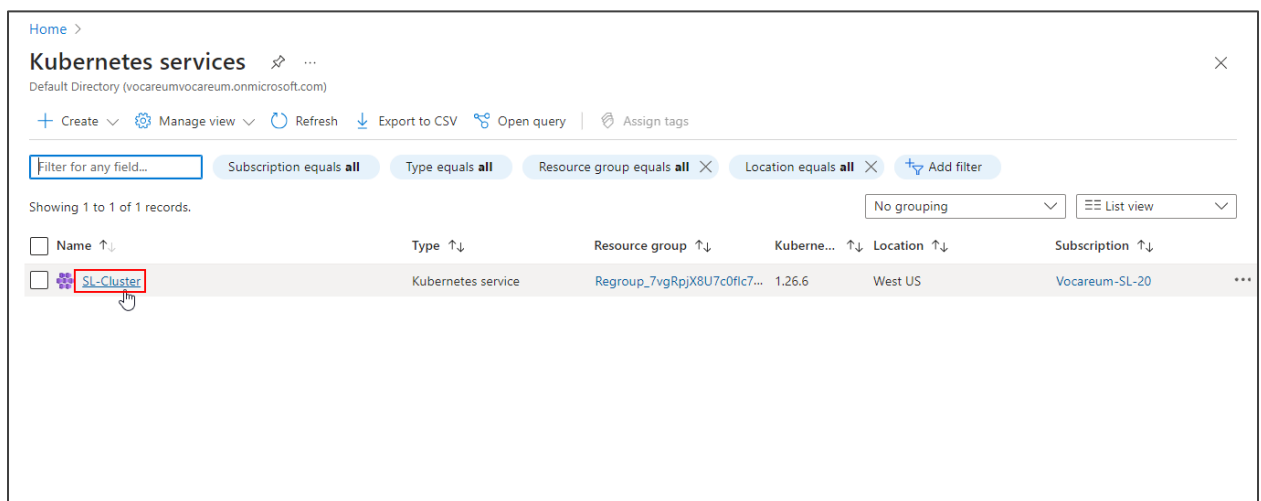 Home >
Kubernetes services ...
Default Directory (vocareumvocareum.onmicrosoft.com)
+ Create Manage view Refresh Export to CSV Open query Assign tags
Filter for any field... Subscription equals all Type equals all Resource group equals all Location equals all Add filter
Showing 1 to 1 of 1 records. No grouping List view
Name Type Resource group Kuberne... Location Subscription
SL-Cluster Kubernetes service Regroup_7vgRpjX8U7c0flc7... 1.26.6 West US Vocareum-SL-20 ...